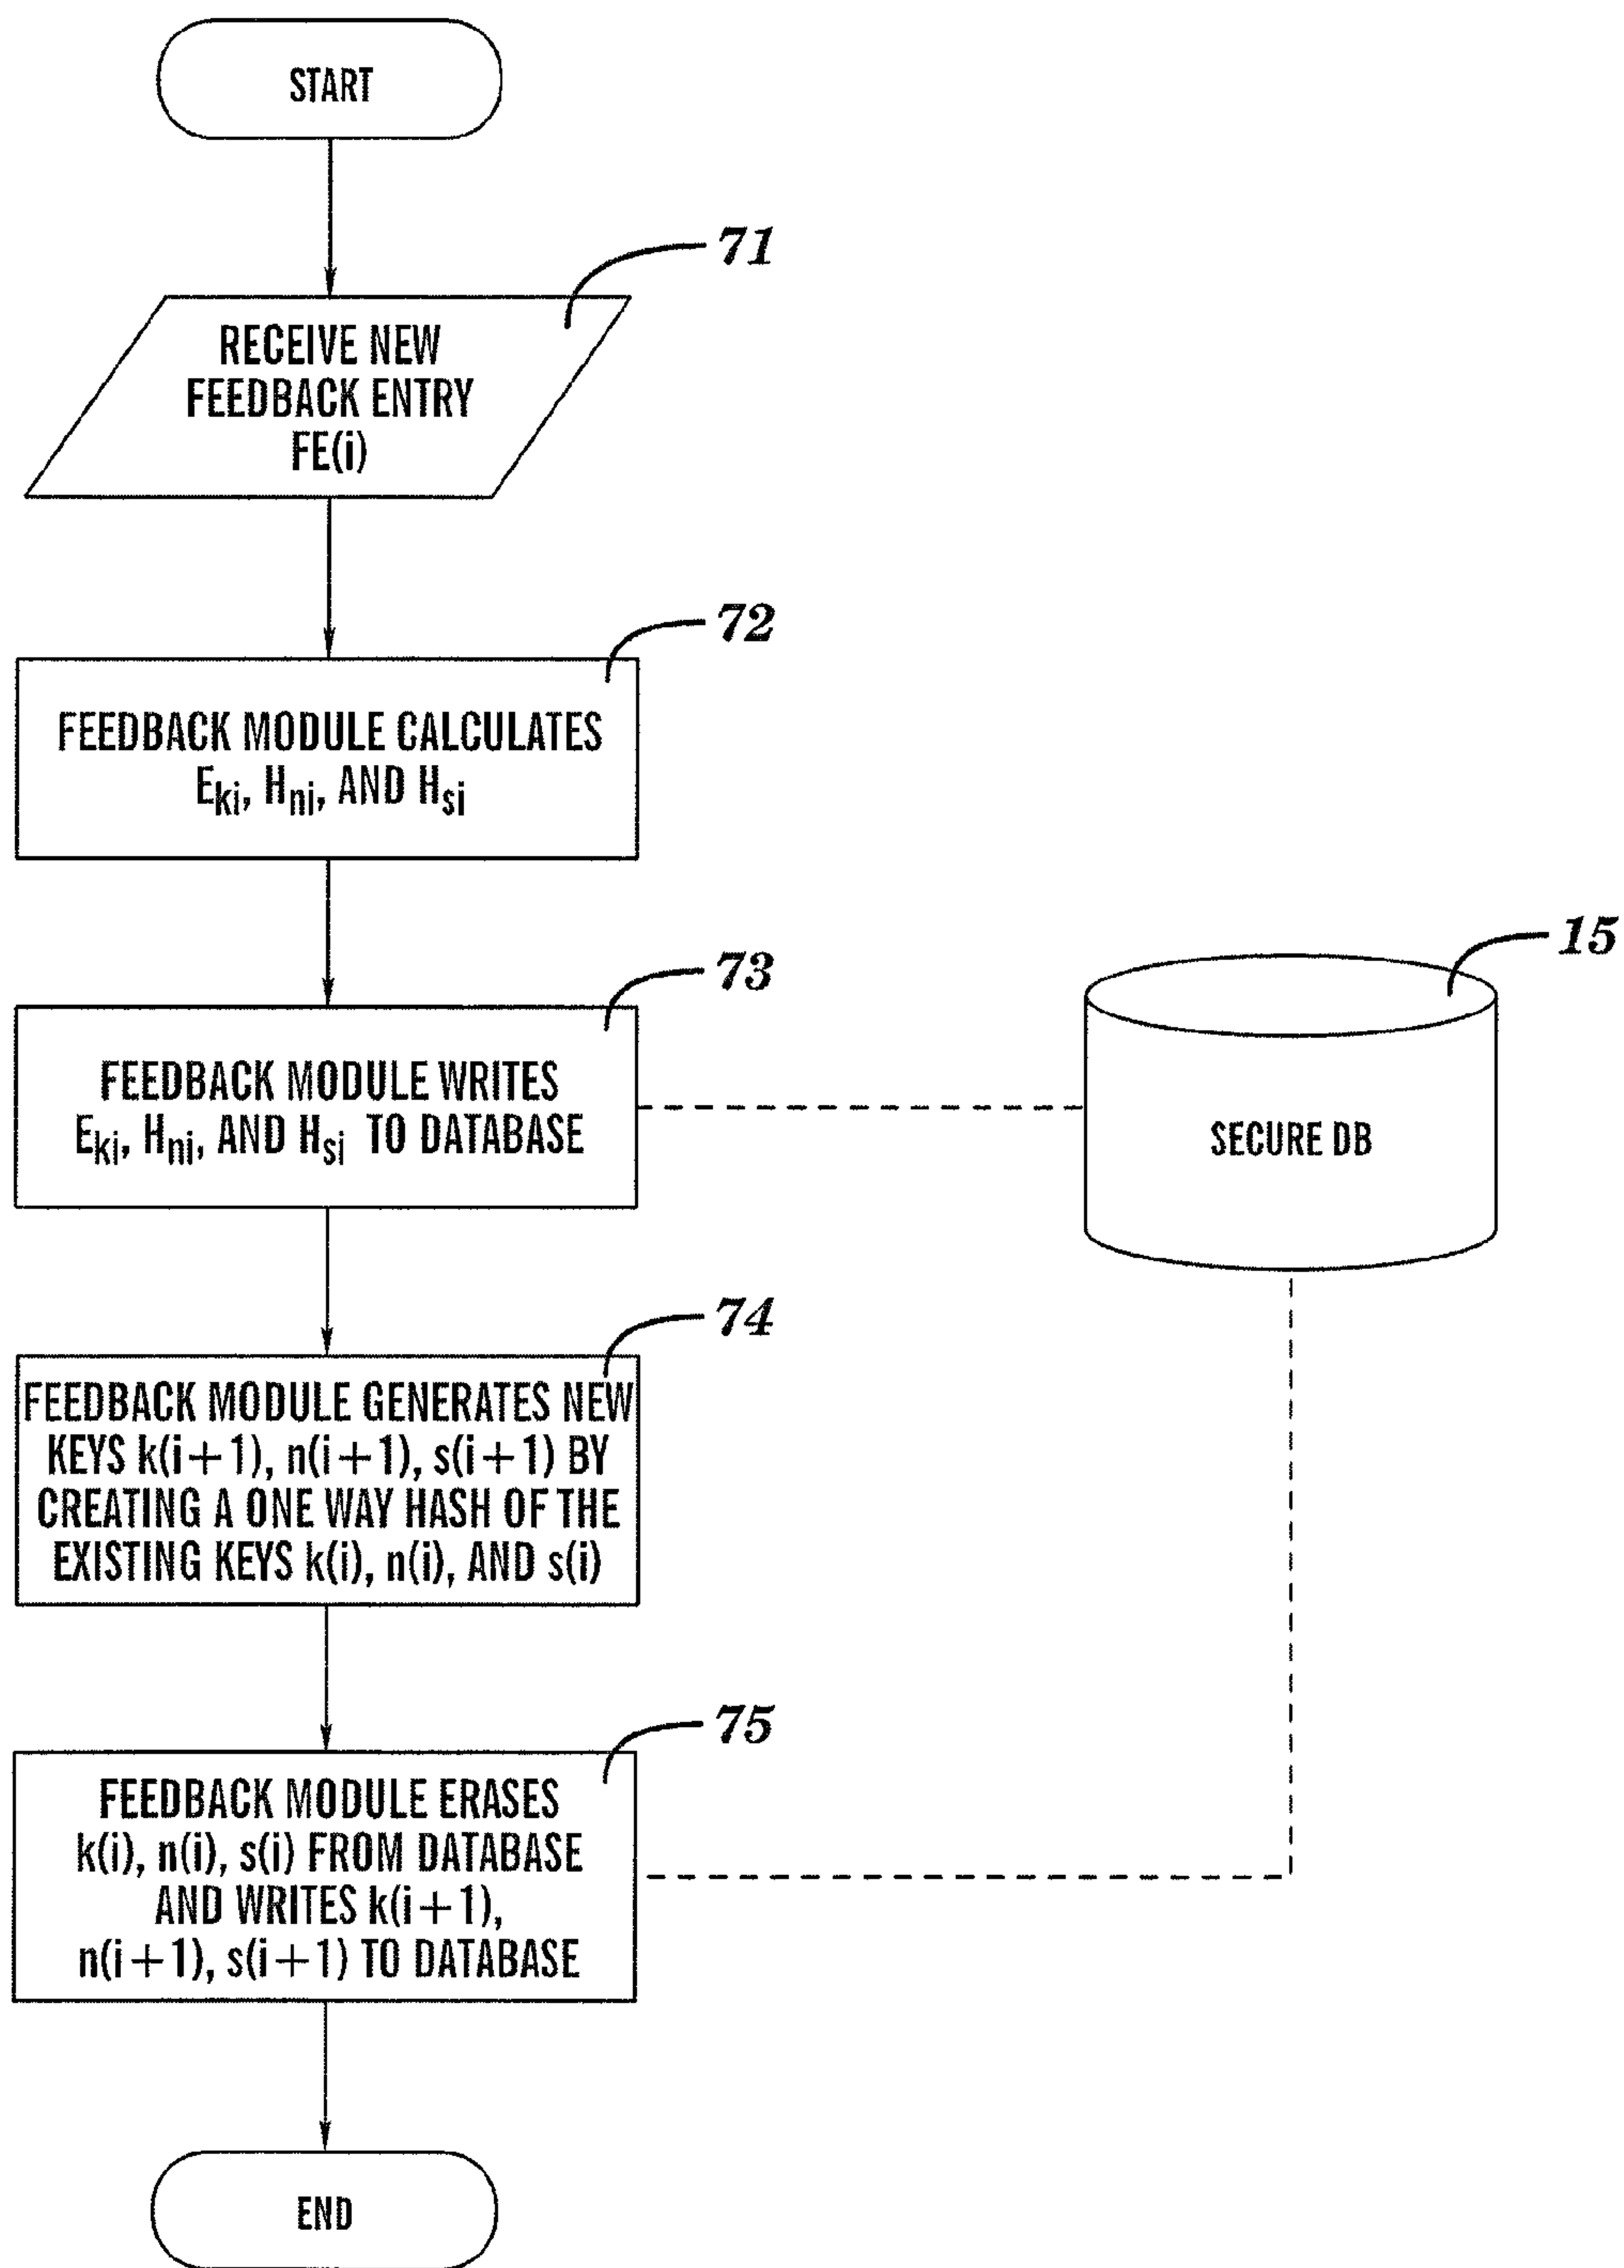 START
71
RECEIVE NEW
FEEDBACK ENTRY
FE(i)
72
FEEDBACK MODULE CALCULATES
Eki, Hni, AND Hsi
73
FEEDBACK MODULE WRITES
Eki, Hni, AND Hsi TO DATABASE
15
SECURE DB
74
FEEDBACK MODULE GENERATES NEW
KEYS k(i+1), n(i+1), s(i+1) BY
CREATING A ONE WAY HASH OF THE
EXISTING KEYS k(i), n(i), AND s(i)
75
FEEDBACK MODULE ERASES
k(i), n(i), s(i) FROM DATABASE
AND WRITES k(i+1),
n(i+1), s(i+1) TO DATABASE
END